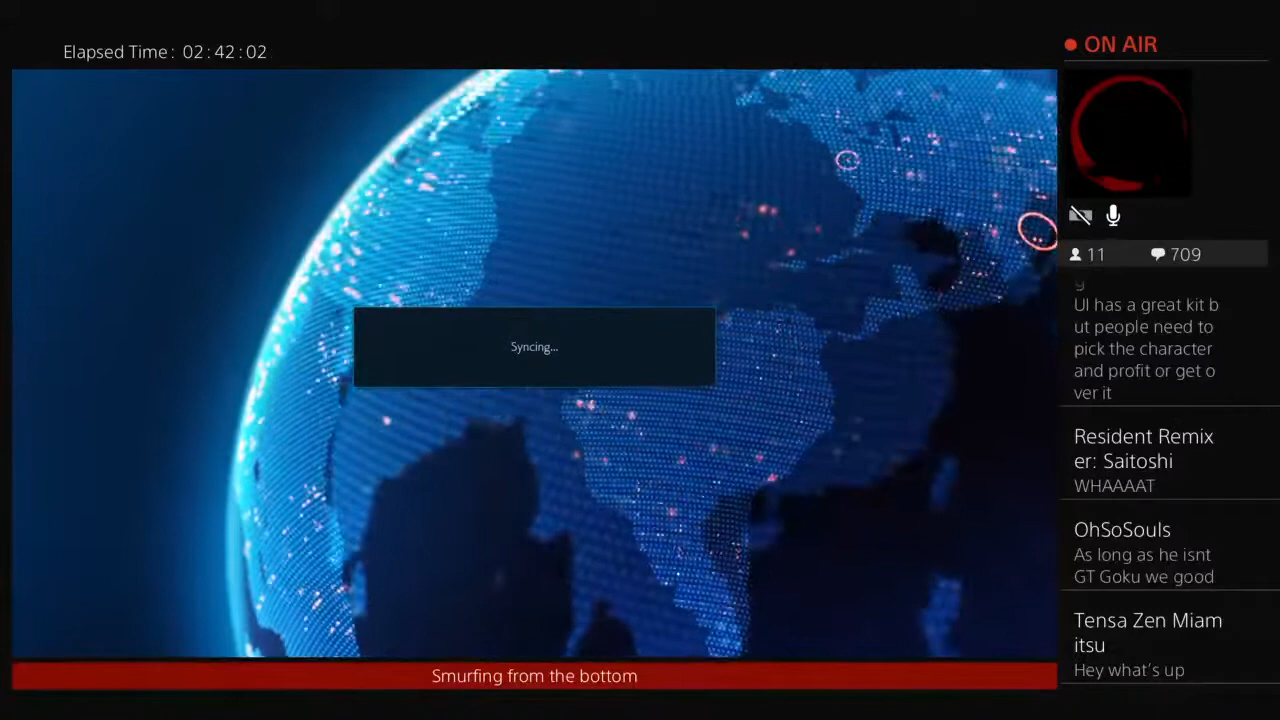 Elapsed Time: 02:42:02
ON AIR
11 709
g
UI has a great kit b
ut people need to
pick the character
and profit or get o
ver it
Syncing...
Resident Remix
er: Saitoshi
WHAAAAT
OhSoSouls
As long as he isnt
GT Goku we good
Tensa Zen Miam
itsu
Hey what's up
Smurfing from the bottom